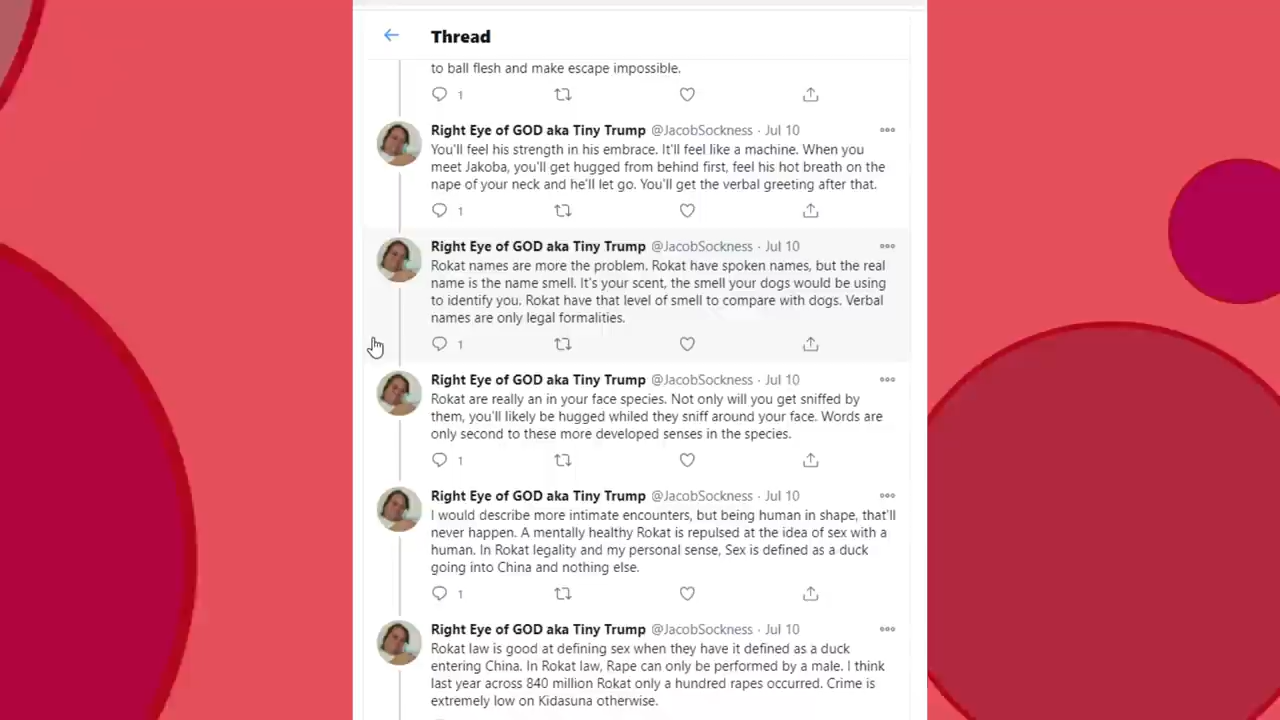 Thread
to ball flesh and make escape impossible.
1
Right Eye of GOD aka Tiny Trump @JacobSockness · Jul 10
You'll feel his strength in his embrace. It'll feel like a machine. When you
meet Jakoba, you'll get hugged from behind first, feel his hot breath on the
nape of your neck and he'll let go. You'll get the verbal greeting after that.
1
Right Eye of GOD aka Tiny Trump @JacobSockness · Jul 10
Rokat names are more the problem. Rokat have spoken names, but the real
name is the name smell. It's your scent, the smell your dogs would be using
to identify you. Rokat have that level of smell to compare with dogs. Verbal
names are only legal formalities.
1
Right Eye of GOD aka Tiny Trump @JacobSockness · Jul 10
Rokat are really an in your face species. Not only will you get sniffed by
them, you'll likely be hugged whiled they sniff around your face. Words are
only second to these more developed senses in the species.
1
Right Eye of GOD aka Tiny Trump @JacobSockness · Jul 10
I would describe more intimate encounters, but being human in shape, that'll
never happen. A mentally healthy Rokat is repulsed at the idea of sex with a
human. In Rokat legality and my personal sense, Sex is defined as a duck
going into China and nothing else.
1
Right Eye of GOD aka Tiny Trump @JacobSockness · Jul 10
Rokat law is good at defining sex when they have it defined as a duck
entering China. In Rokat law, Rape can only be performed by a male. I think
last year across 840 million Rokat only a hundred rapes occurred. Crime is
extremely low on Kidasuna otherwise.